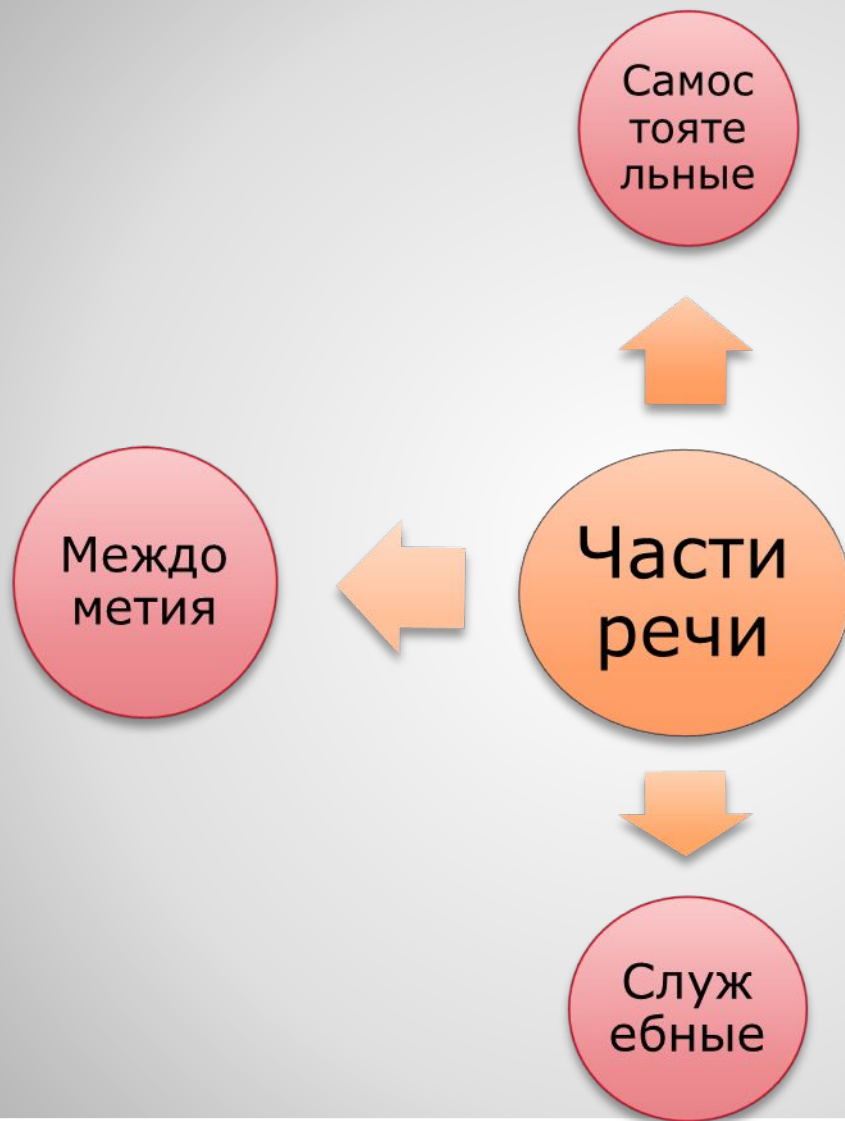 Самос
тояте
льные
Междо
метия
Части
речи
Служ
ебные